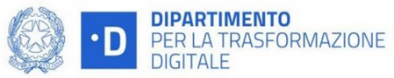 ·D
DIPARTIMENTO
PER LA TRASFORMAZIONE
DIGITALE